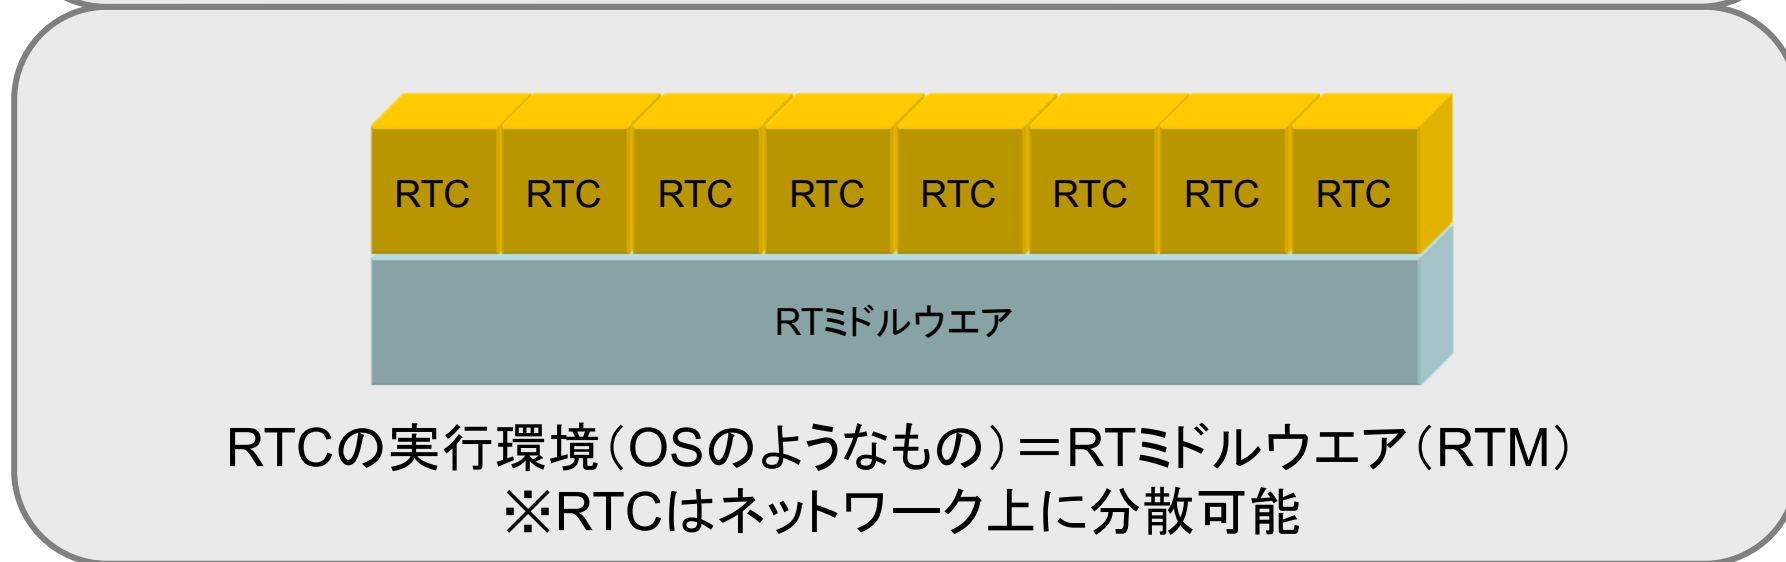 RTC RTC RTC RTC RTC RTC RTC RTC
RTミドルウエア
RTCの実行環境(OSのようなもの)=RTミドルウエア(RTM)
※RTCはネットワーク上に分散可能